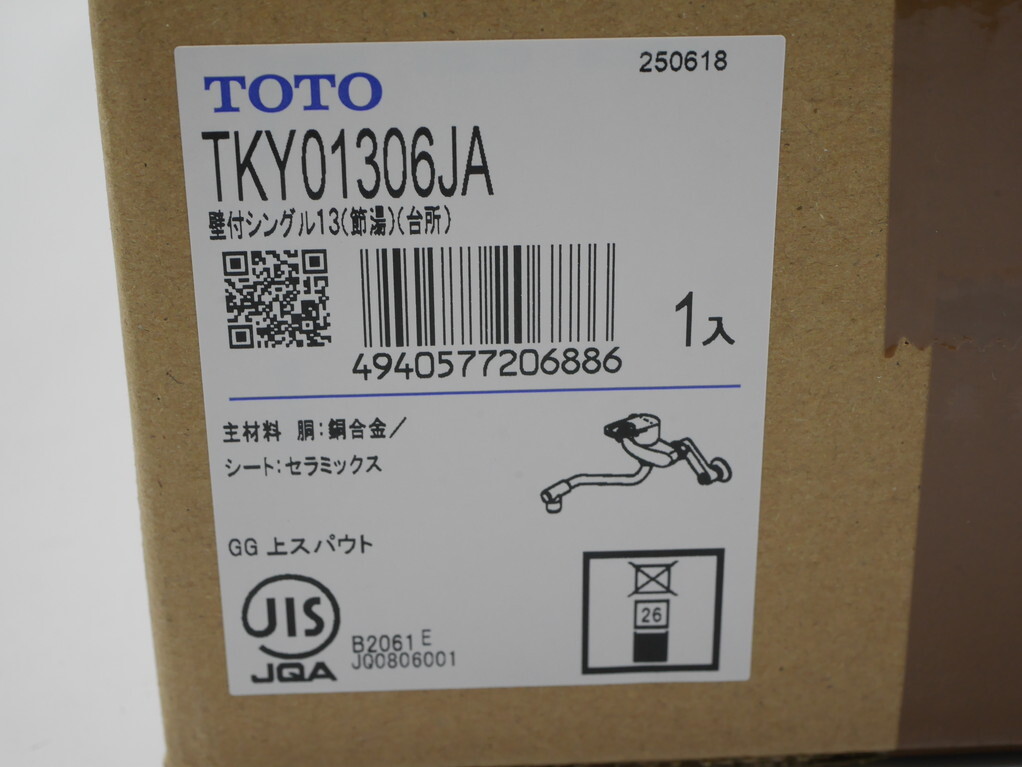 250618
TOTO
TKY01306JA
壁付シングル13(節湯)(台所)
4940577206886
1入
主材料 胴:銅合金/
シート:セラミックス
GG 上スパウト
JIS
JQA
B2061 E
JQ0806001
26